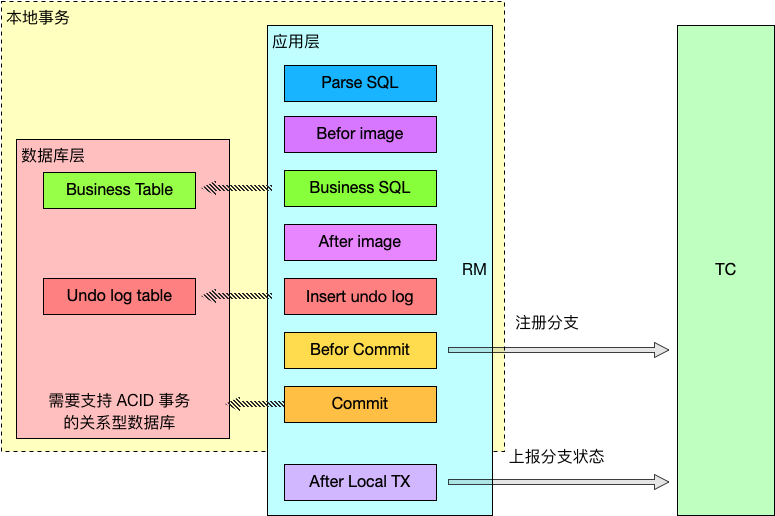 本地事务
应用层
Parse SQL
Befor image
数据库层
Business Table
Business SQL
After image
RM
TC
Undo log table
Insert undo log
注册分支
Befor Commit
需要支持 ACID 事务
的关系型数据库
Commit
上报分支状态
After Local TX